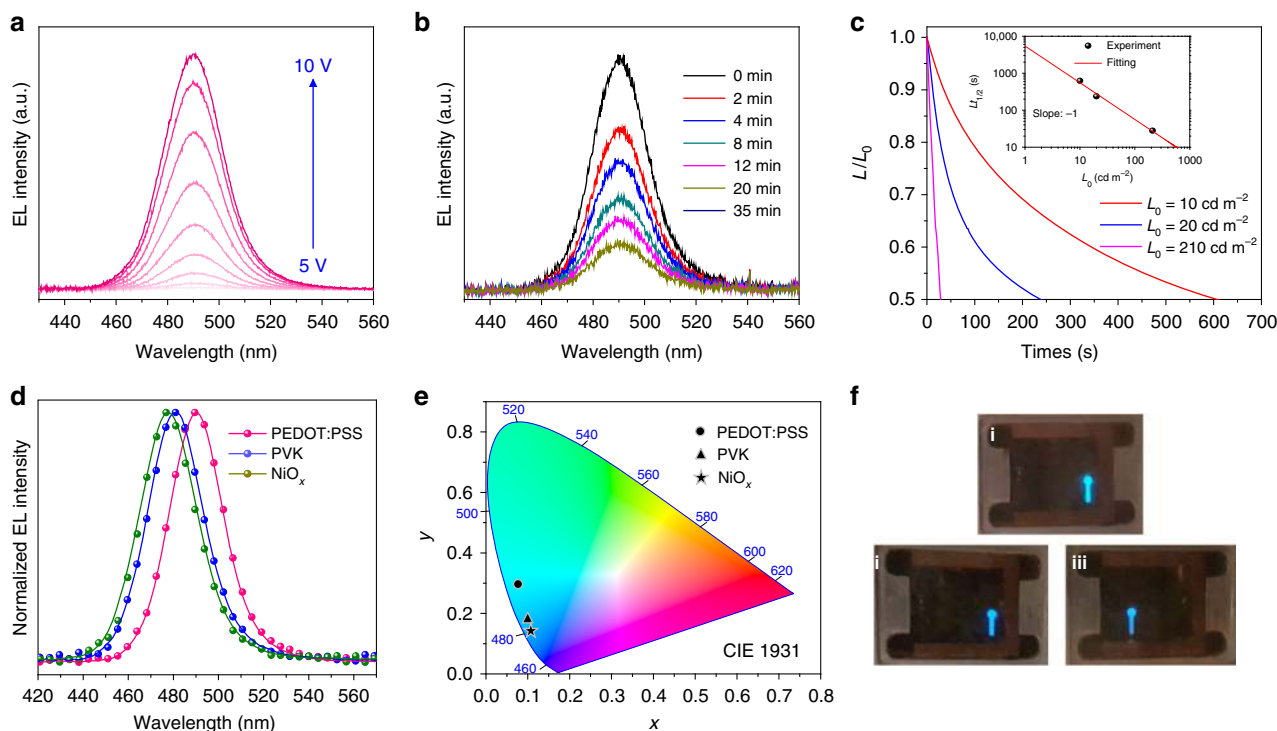 a
EL intensity (a.u.)
10 V
5 V
440 460 480 500 520 540 560
Wavelength (nm)
b
EL intensity (a.u.)
0 min
2 min
4 min
8 min
12 min
20 min
35 min
440 460 480 500 520 540 560
Wavelength (nm)
c
L/L₀
1.0
0.9
0.8
0.7
0.6
0.5
0 100 200 300 400 500 600 700
Times (s)
L₀ = 10 cd m⁻²
L₀ = 20 cd m⁻²
L₀ = 210 cd m⁻²
Lt₁/₂ (s)
10,000
1000
100
10
1 10 100 1000
L₀ (cd m⁻²)
Experiment
Fitting
Slope: –1
d
Normalized EL intensity
PEDOT:PSS
PVK
NiOₓ
420 440 460 480 500 520 540 560
Wavelength (nm)
e
y
0.8
0.6
0.4
0.2
0.0
0.0 0.1 0.2 0.3 0.4 0.5 0.6 0.7 0.8
x
520
540
560
580
600
620
500
480
460
PEDOT:PSS
PVK
NiOₓ
CIE 1931
f
i
i
iii